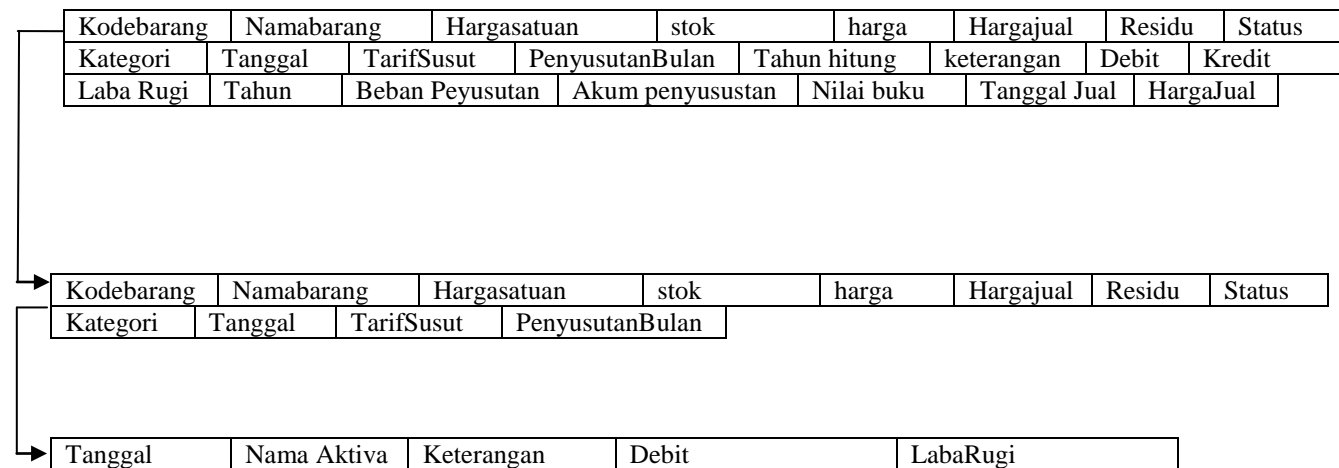 Kodebarang Namabarang Hargasatuan stok harga Hargajual Residu Status
Kategori Tanggal TarifSusut PenyusutanBulan Tahun hitung keterangan Debit Kredit
Laba Rugi Tahun Beban Peyusutan Akum penyusustan Nilai buku Tanggal Jual HargaJual
Kodebarang Namabarang Hargasatuan stok harga Hargajual Residu Status
Kategori Tanggal TarifSusut PenyusutanBulan
Tanggal Nama Aktiva Keterangan Debit LabaRugi